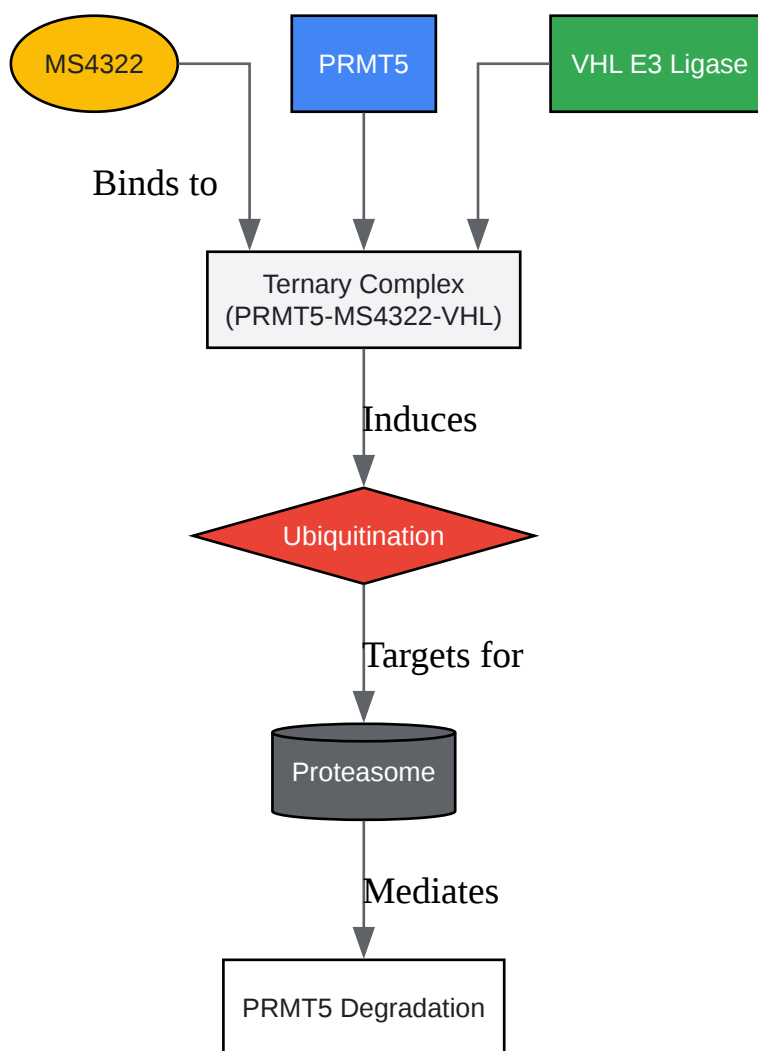 MS4322
PRMT5
VHL E3 Ligase
Binds to
Ternary Complex
(PRMT5-MS4322-VHL)
Induces
Ubiquitination
Targets for
Proteasome
Mediates
PRMT5 Degradation